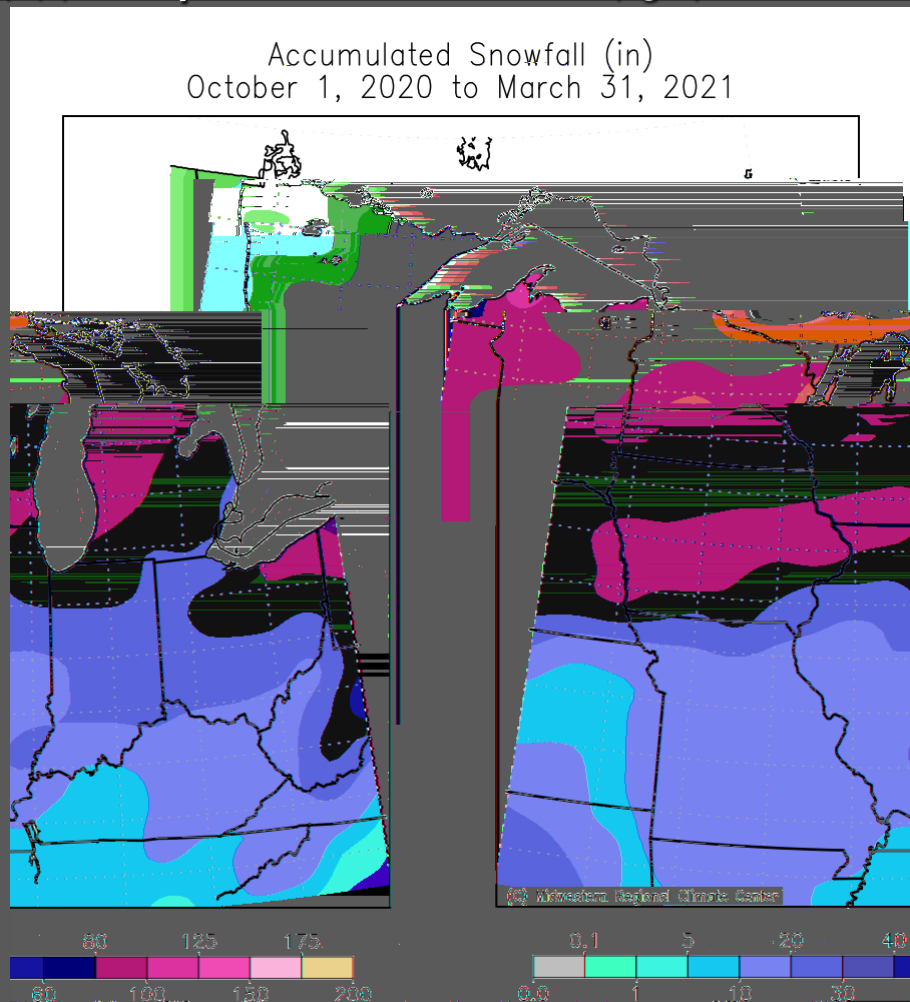 Accumulated Snowfall (in)
October 1, 2020 to March 31, 2021
(C) Midwestern Regional Climate Center
80 125 175 0.1 5 20 40
100 150 200 0.0 1 10 30